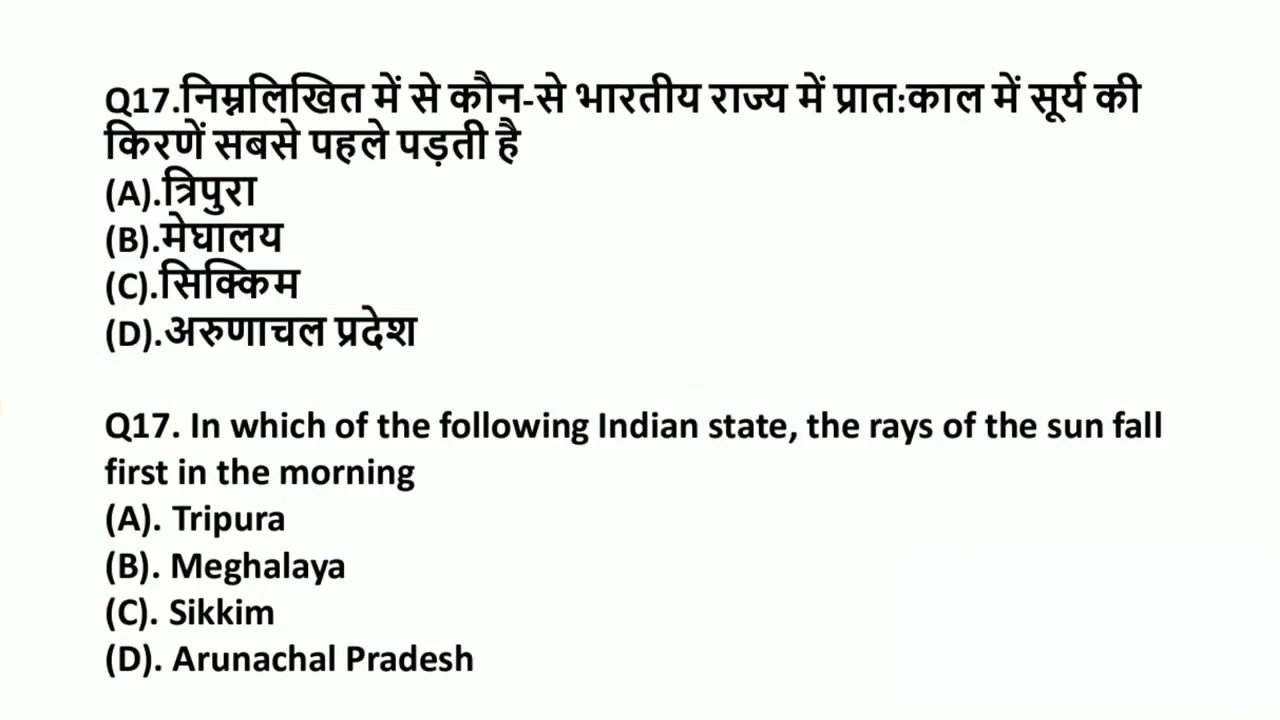 Q17.निम्नलिखित में से कौन-से भारतीय राज्य में प्रात:काल में सूर्य की
किरणें सबसे पहले पड़ती है
(A).त्रिपुरा
(B).मेघालय
(C).सिक्किम
(D).अरुणाचल प्रदेश
Q17. In which of the following Indian state, the rays of the sun fall
first in the morning
(A). Tripura
(B). Meghalaya
(C). Sikkim
(D). Arunachal Pradesh